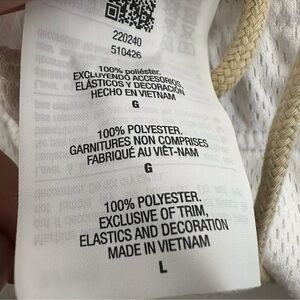 220240
510426
100% poliéster.
EXCLUYENDO ACCESORIOS
ELÁSTICOS Y DECORACIÓN
HECHO EN VIETNAM
G
100% POLYESTER.
GARNITURES NON COMPRISES
FABRIQUÉ AU VIÊT-NAM
G
100% POLYESTER.
EXCLUSIVE OF TRIM,
ELASTICS AND DECORATION
MADE IN VIETNAM
L